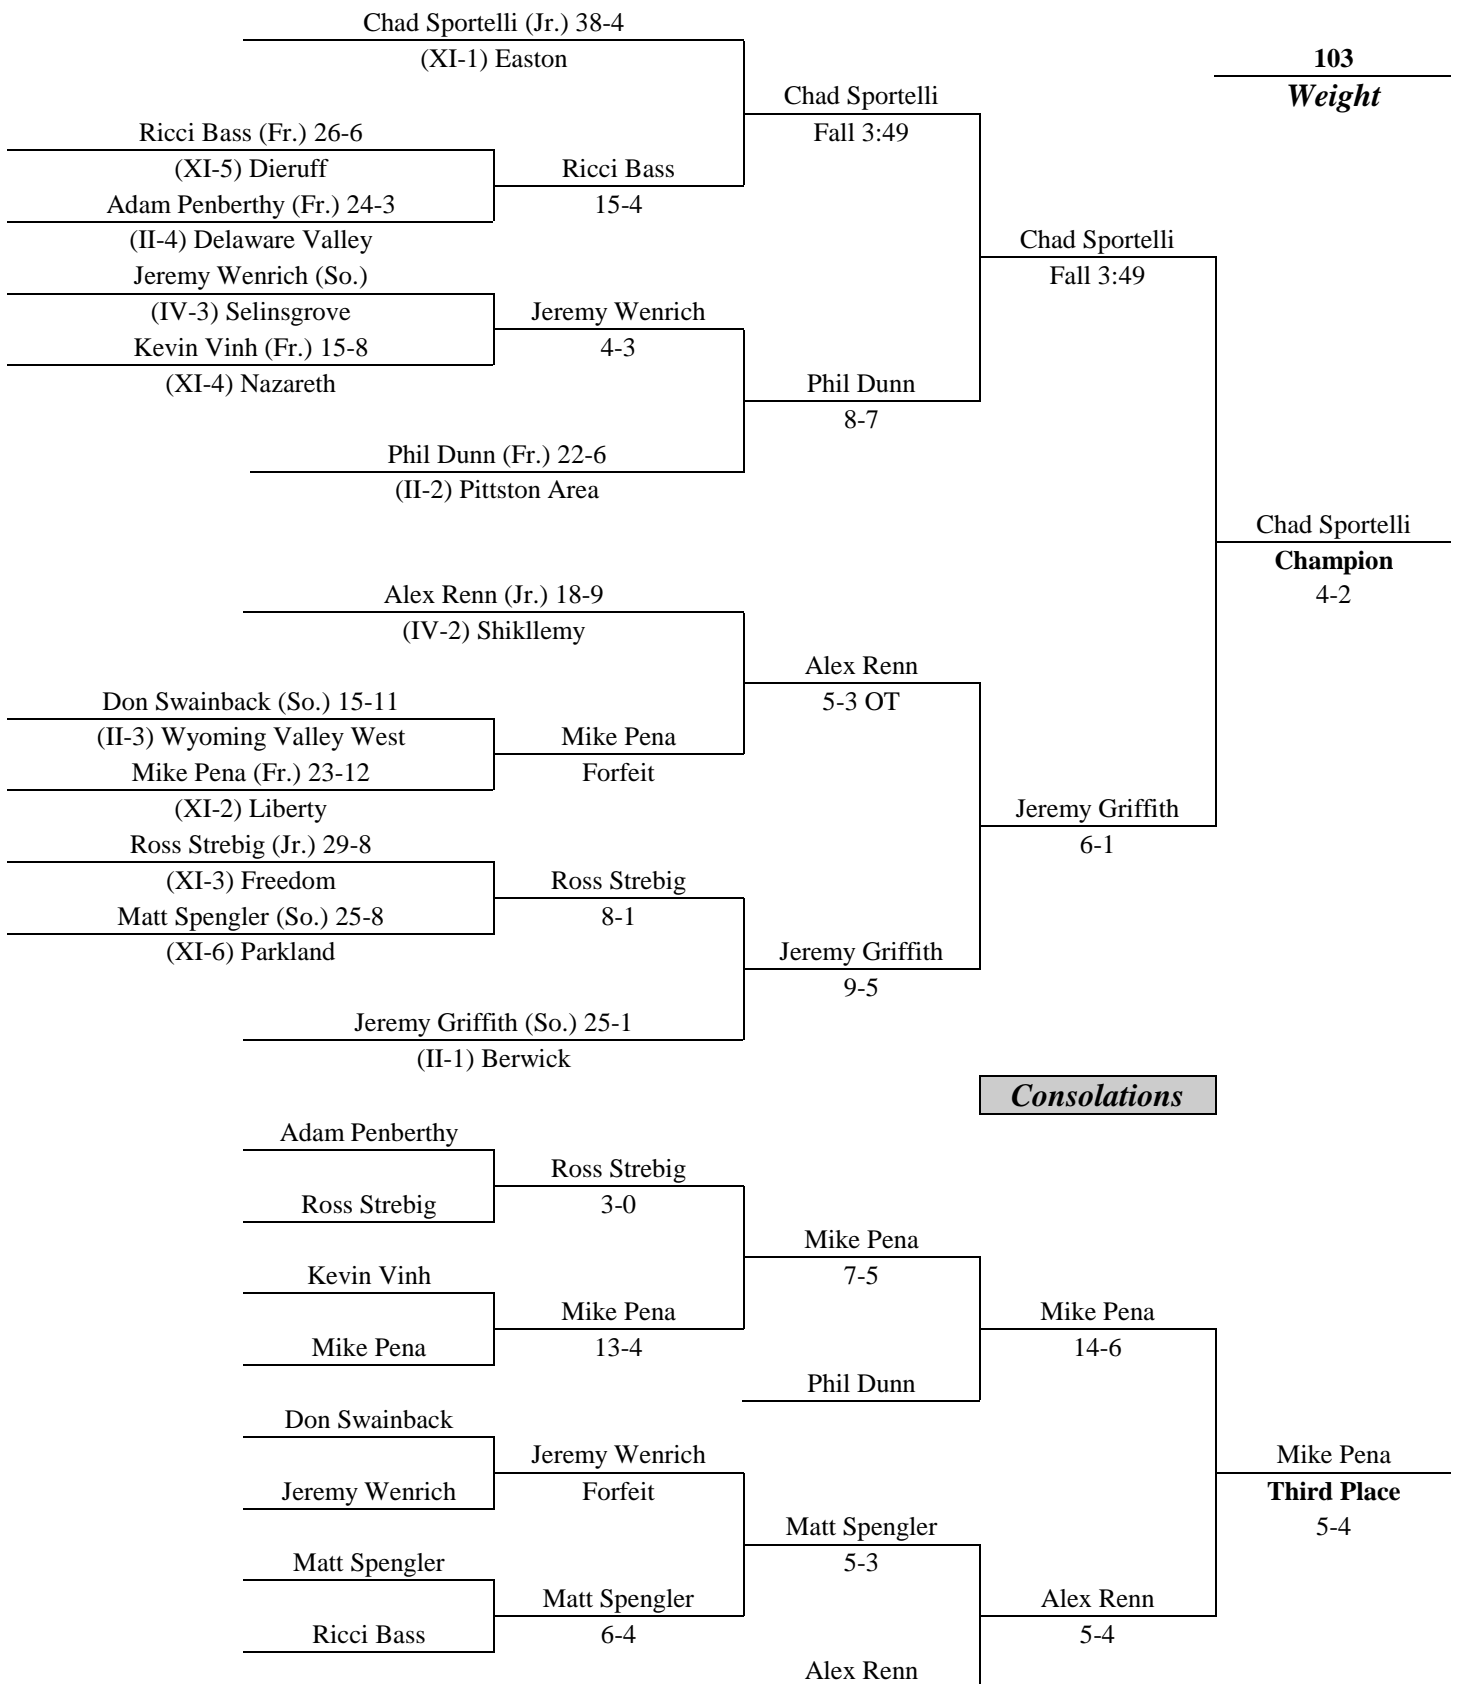 Chad Sportelli (Jr.) 38-4
(XI-1) Easton
103
Weight
Chad Sportelli
Fall 3:49
Ricci Bass (Fr.) 26-6
(XI-5) Dieruff
Ricci Bass
Adam Penberthy (Fr.) 24-3
15-4
(II-4) Delaware Valley
Chad Sportelli
Jeremy Wenrich (So.)
Fall 3:49
(IV-3) Selinsgrove
Jeremy Wenrich
Kevin Vinh (Fr.) 15-8
4-3
(XI-4) Nazareth
Phil Dunn
8-7
Phil Dunn (Fr.) 22-6
(II-2) Pittston Area
Chad Sportelli
Champion
4-2
Alex Renn (Jr.) 18-9
(IV-2) Shikllemy
Alex Renn
5-3 OT
Don Swainback (So.) 15-11
(II-3) Wyoming Valley West
Mike Pena
Mike Pena (Fr.) 23-12
Forfeit
(XI-2) Liberty
Jeremy Griffith
6-1
Ross Strebig (Jr.) 29-8
(XI-3) Freedom
Ross Strebig
Matt Spengler (So.) 25-8
8-1
(XI-6) Parkland
Jeremy Griffith
9-5
Jeremy Griffith (So.) 25-1
(II-1) Berwick
Consolations
Adam Penberthy
Ross Strebig
Ross Strebig
3-0
Mike Pena
7-5
Kevin Vinh
Mike Pena
Mike Pena
Mike Pena
13-4
14-6
Phil Dunn
Don Swainback
Jeremy Wenrich
Mike Pena
Jeremy Wenrich
Forfeit
Third Place
Matt Spengler
5-4
5-3
Matt Spengler
Matt Spengler
Alex Renn
Ricci Bass
6-4
5-4
Alex Renn